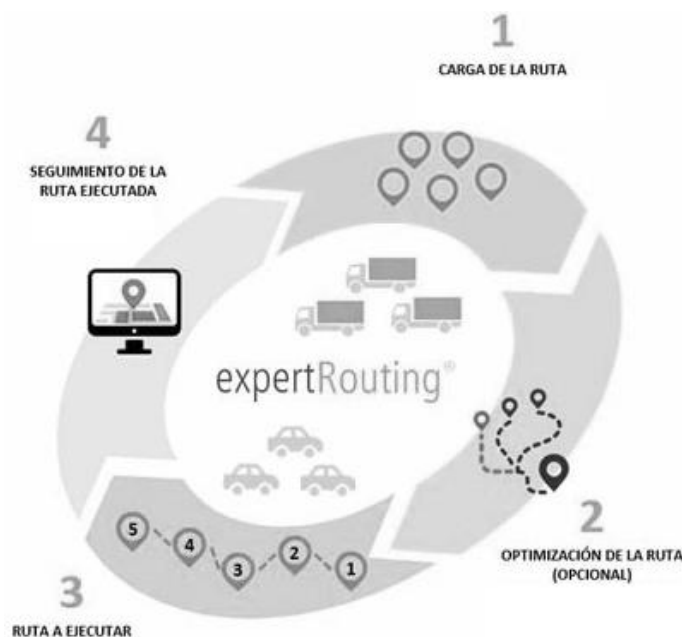 1
CARGA DE LA RUTA
4
SEGUIMIENTO DE LA
RUTA EJECUTADA
expertRouting®
2
OPTIMIZACIÓN DE LA RUTA
(OPCIONAL)
5 4 3 2 1
3
RUTA A EJECUTAR